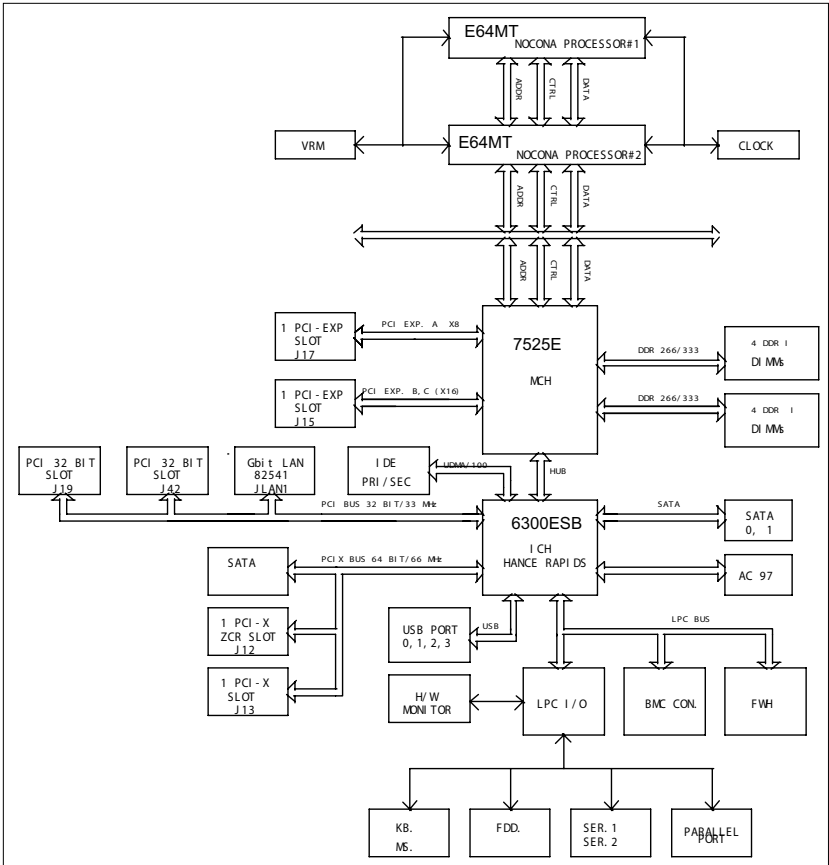 E64MT
NOCONA PROCESSOR#1
ADDR
CTRL
DATA
VRM
E64MT
NOCONA PROCESSOR#2
CLOCK
ADDR
CTRL
DATA
ADDR
CTRL
DATA
1 PCI-EXP
SLOT
J17
PCI EXP. A X8
7525E
MCH
DDR 266/333
4 DDR I
DIMMs
1 PCI-EXP
SLOT
J15
PCI EXP. B,C (X16)
DDR 266/333
4 DDR I
DIMMs
PCI 32 BIT
SLOT
J19
PCI 32 BIT
SLOT
J42
Gbit LAN
82541
JLAN1
IDE
PRI/SEC
UDMA/100
HUB
PCI BUS 32 BIT/33 MHz
6300ESB
ICH
HANCE RAPIDS
SATA
SATA
0, 1
SATA
PCIX BUS 64 BIT/66 MHz
AC 97
1 PCI-X
ZCR SLOT
J12
USB PORT
0, 1, 2, 3
USB
LPC BUS
1 PCI-X
SLOT
J13
H/W
MONITOR
LPC I/O
BMC CON.
FWH
KB.
MS.
FDD.
SER. 1
SER. 2
PARALLEL
PORT